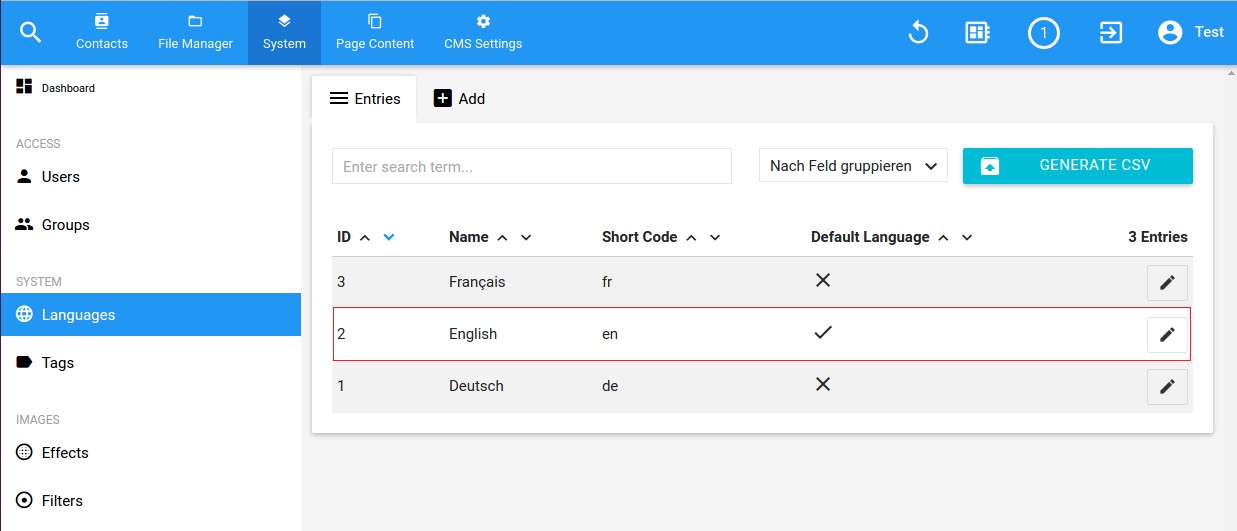 Contacts File Manager System Page Content CMS Settings 1 Test
Dashboard
ACCESS
Users
Groups
SYSTEM
Languages
Tags
IMAGES
Effects
Filters
Entries Add
Enter search term... Nach Feld gruppieren GENERATE CSV
ID Name Short Code Default Language 3 Entries
3 Français fr
2 English en
1 Deutsch de